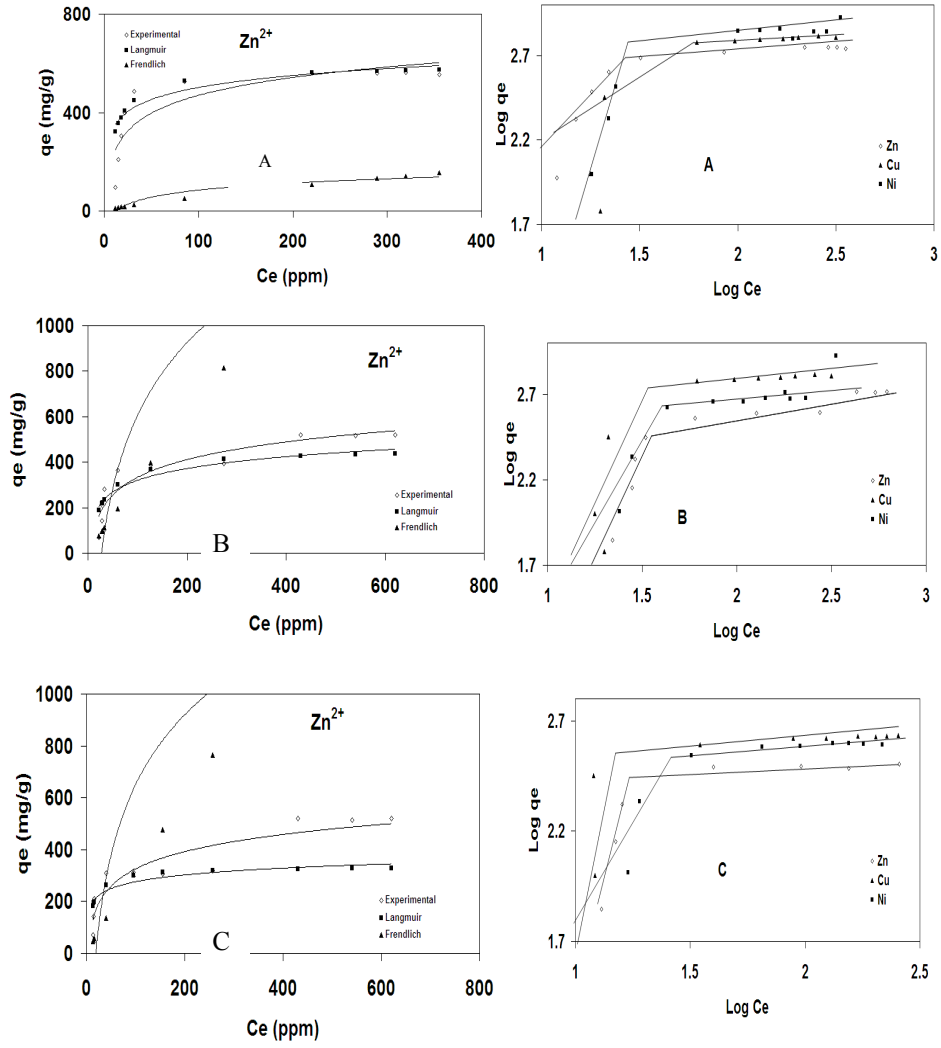 Experimental
Langmuir
Frendlich
Zn2+
qe (mg/g)
800
400
0
A
0 100 200 300 400
Ce (ppm)
Log qe
2.7
2.2
1.7
A
Zn
Cu
Ni
1 1.5 2 2.5 3
Log Ce
Zn2+
qe (mg/g)
1000
800
600
400
200
0
Experimental
Langmuir
Frendlich
B
0 200 400 600 800
Ce (ppm)
Log qe
2.7
2.2
1.7
B
Zn
Cu
Ni
1 1.5 2 2.5 3
Log Ce
Zn2+
qe (mg/g)
1000
800
600
400
200
0
Experimental
Langmuir
Frendlich
C
0 200 400 600 800
Ce (ppm)
Log qe
2.7
2.2
1.7
C
Zn
Cu
Ni
1 1.5 2 2.5
Log Ce